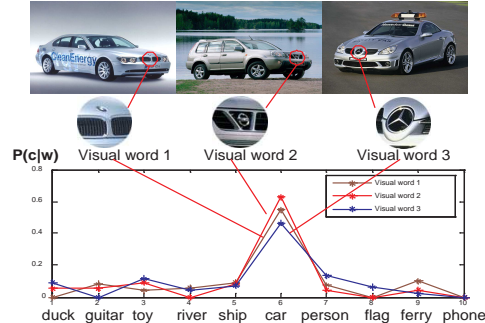 CleanEnergy
P(c|w) Visual word 1 Visual word 2 Visual word 3
0.8
Visual word 1
Visual word 2
Visual word 3
0.6
0.4
0.2
0
1 2 3 4 5 6 7 8 9 10
duck guitar toy river ship car person flag ferry phone